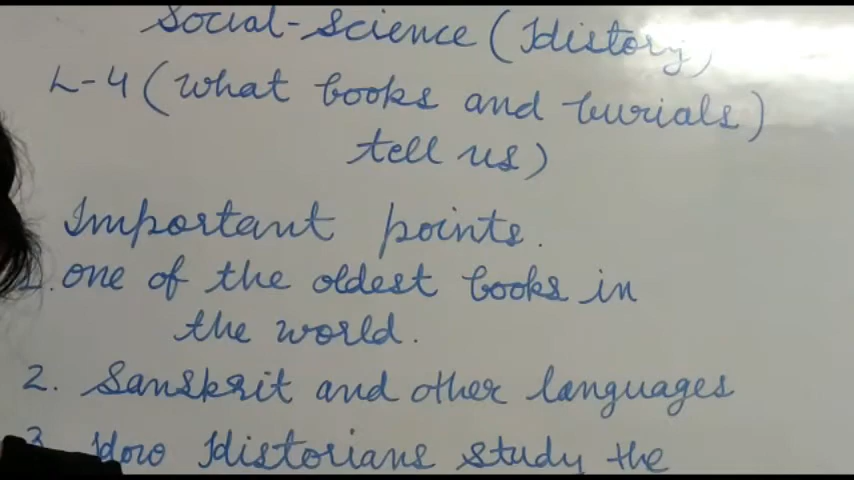 Social-Science (History)
L-4 (What books and burials)
tell us)
Important points.
1. One of the oldest books in
the world.
2. Sanskrit and other languages
3. How Historians study the